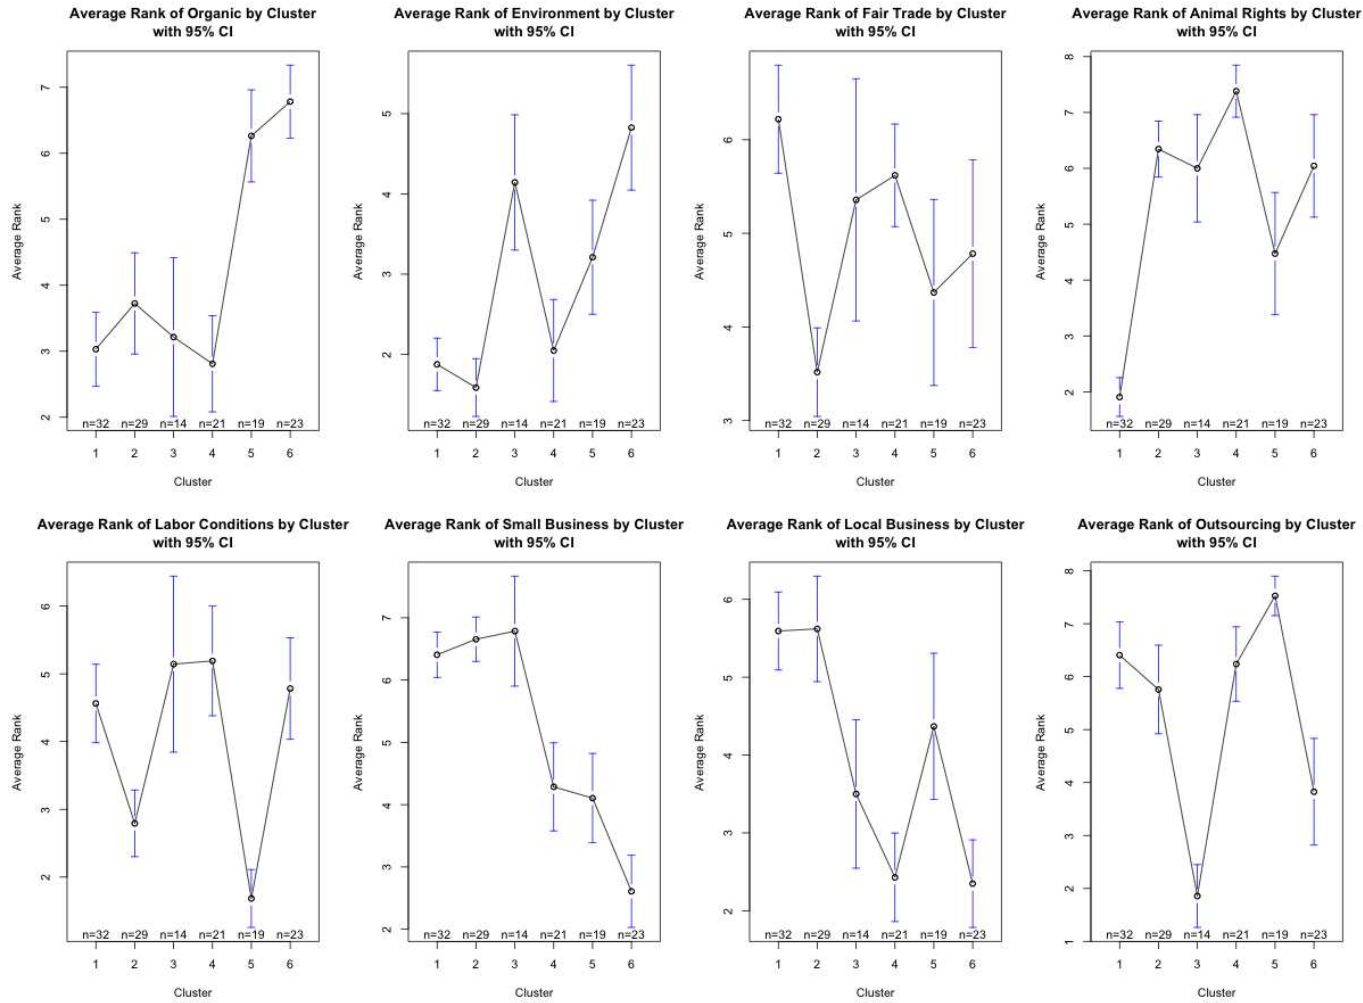 Average Rank of Organic by Cluster
with 95% CI
Average Rank
7
6
5
4
3
2
n=32 n=29 n=14 n=21 n=19 n=23
1 2 3 4 5 6
Cluster
Average Rank of Environment by Cluster
with 95% CI
Average Rank
5
4
3
2
n=32 n=29 n=14 n=21 n=19 n=23
1 2 3 4 5 6
Cluster
Average Rank of Fair Trade by Cluster
with 95% CI
Average Rank
6
5
4
3
n=32 n=29 n=14 n=21 n=19 n=23
1 2 3 4 5 6
Cluster
Average Rank of Animal Rights by Cluster
with 95% CI
Average Rank
8
7
6
5
4
3
2
n=32 n=29 n=14 n=21 n=19 n=23
1 2 3 4 5 6
Cluster
Average Rank of Labor Conditions by Cluster
with 95% CI
Average Rank
6
5
4
3
2
n=32 n=29 n=14 n=21 n=19 n=23
1 2 3 4 5 6
Cluster
Average Rank of Small Business by Cluster
with 95% CI
Average Rank
7
6
5
4
3
2
n=32 n=29 n=14 n=21 n=19 n=23
1 2 3 4 5 6
Cluster
Average Rank of Local Business by Cluster
with 95% CI
Average Rank
6
5
4
3
2
n=32 n=29 n=14 n=21 n=19 n=23
1 2 3 4 5 6
Cluster
Average Rank of Outsourcing by Cluster
with 95% CI
Average Rank
8
7
6
5
4
3
2
1
n=32 n=29 n=14 n=21 n=19 n=23
1 2 3 4 5 6
Cluster